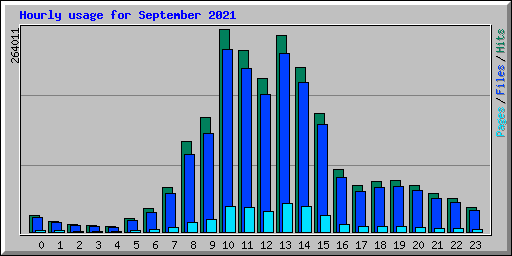 Hourly usage for September 2021
264011
Pages/Files/Hits
0 1 2 3 4 5 6 7 8 9 10 11 12 13 14 15 16 17 18 19 20 21 22 23